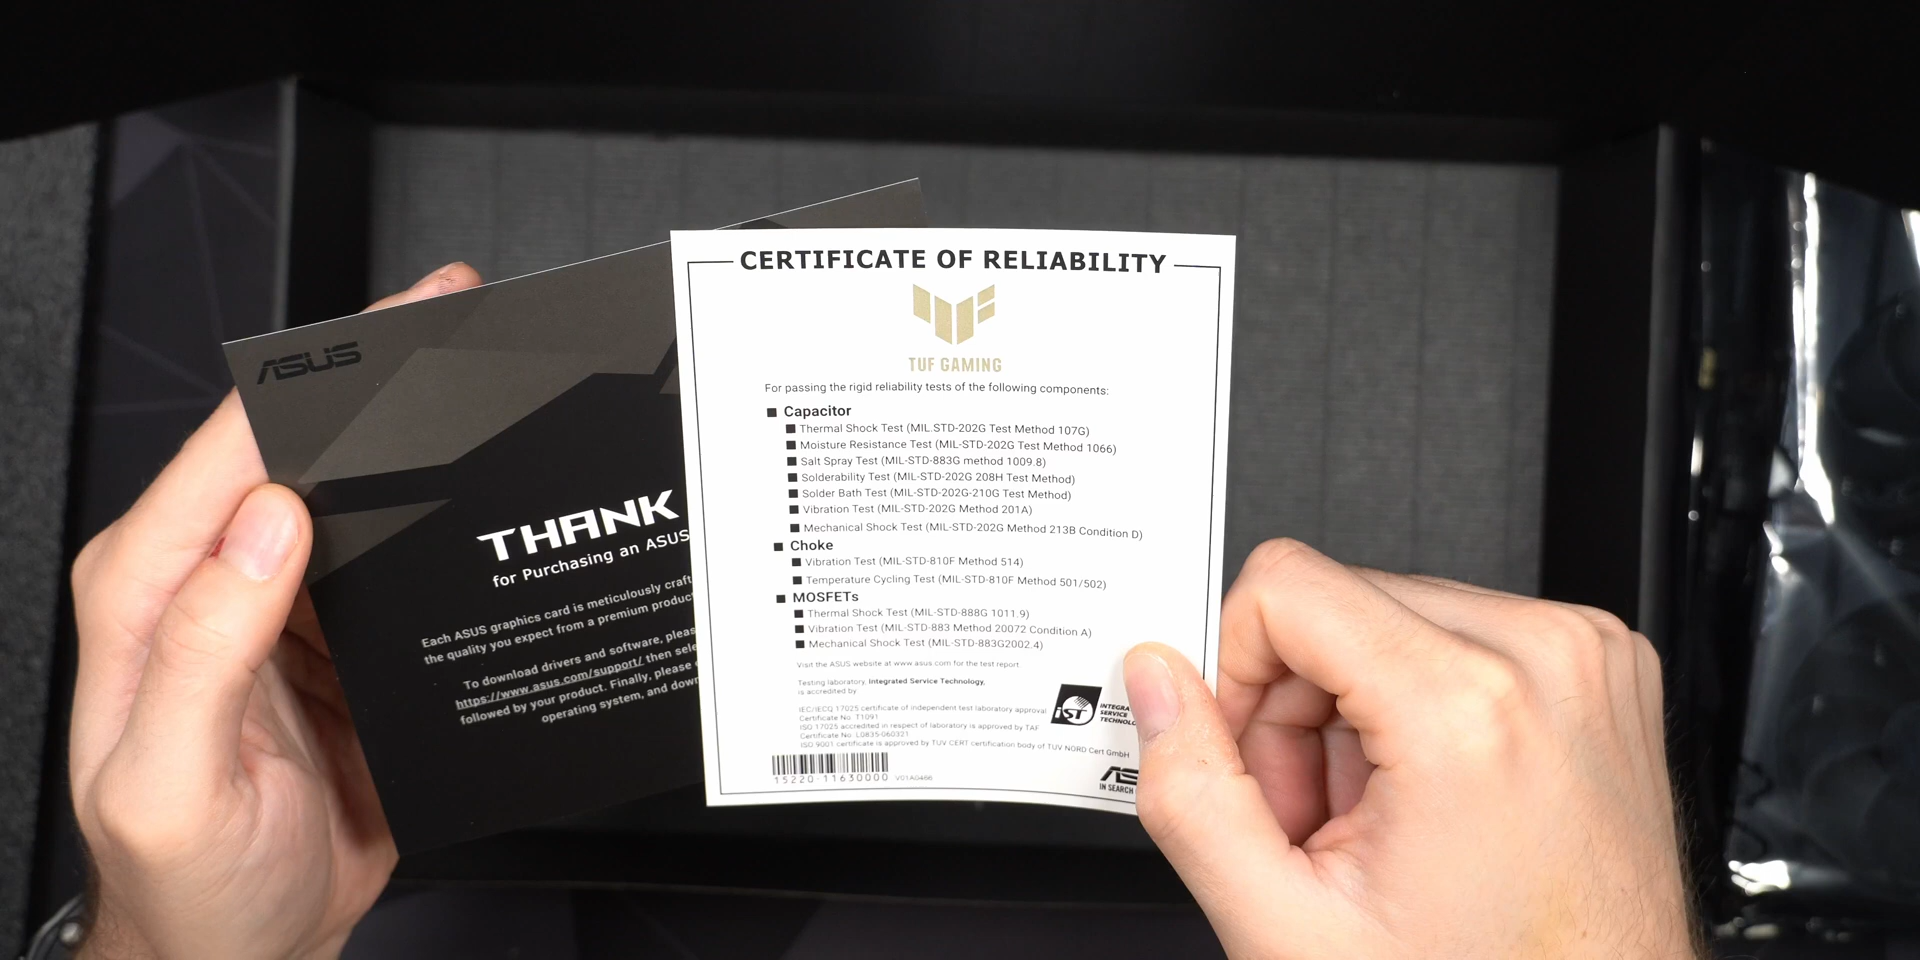 ASUS
THANK
for Purchasing an ASUS
Each ASUS graphics card is meticulously craft
the quality you expect from a premium produc
To download drivers and software, pleas
https://www.asus.com/support/ then sele
followed by your product. Finally, please
operating system, and down
CERTIFICATE OF RELIABILITY
TUF GAMING
For passing the rigid reliability tests of the following components:
Capacitor
Thermal Shock Test (MIL.STD-202G Test Method 107G)
Moisture Resistance Test (MIL-STD-202G Test Method 1066)
Salt Spray Test (MIL-STD-883G method 1009.8)
Solderability Test (MIL-STD-202G 208H Test Method)
Solder Bath Test (MIL-STD-202G-210G Test Method)
Vibration Test (MIL-STD-202G Method 201A)
Mechanical Shock Test (MIL-STD-202G Method 213B Condition D)
Choke
Vibration Test (MIL-STD-810F Method 514)
Temperature Cycling Test (MIL-STD-810F Method 501/502)
MOSFETs
Thermal Shock Test (MIL-STD-888G 1011.9)
Vibration Test (MIL-STD-883 Method 20072 Condition A)
Mechanical Shock Test (MIL-STD-883G2002.4)
Visit the ASUS website at www.asus.com for the test report.
Testing laboratory, Integrated Service Technology,
is accredited by
IEC/IECQ 17025 certificate of independent test laboratory approval
Certificate No. T1091
ISO 17025 accredited in respect of laboratory is approved by TAF
Certificate No. L0835-060321
ISO 9001 certificate is approved by TUV CERT certification body of TUV NORD Cert GmbH
iST
INTEGRA
SERVICE
TECHNOLO
15220-11630000 V01A0466
AS
IN SEARCH